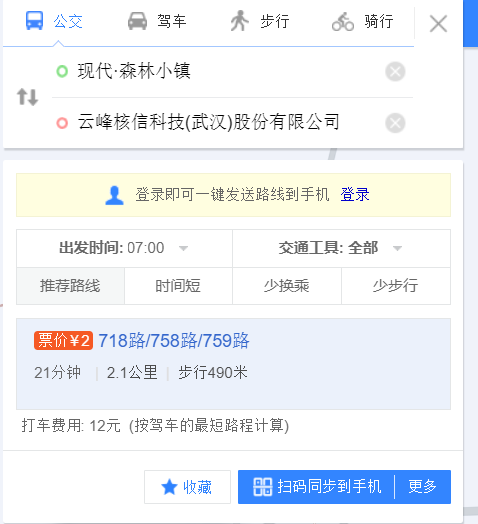 公交 驾车 步行 骑行
现代·森林小镇
云峰核信科技(武汉)股份有限公司
登录即可一键发送路线到手机 登录
出发时间: 07:00 交通工具: 全部
推荐路线 时间短 少换乘 少步行
票价¥2 718路/758路/759路
21分钟 | 2.1公里 | 步行490米
打车费用: 12元 (按驾车的最短路程计算)
收藏 扫码同步到手机 | 更多